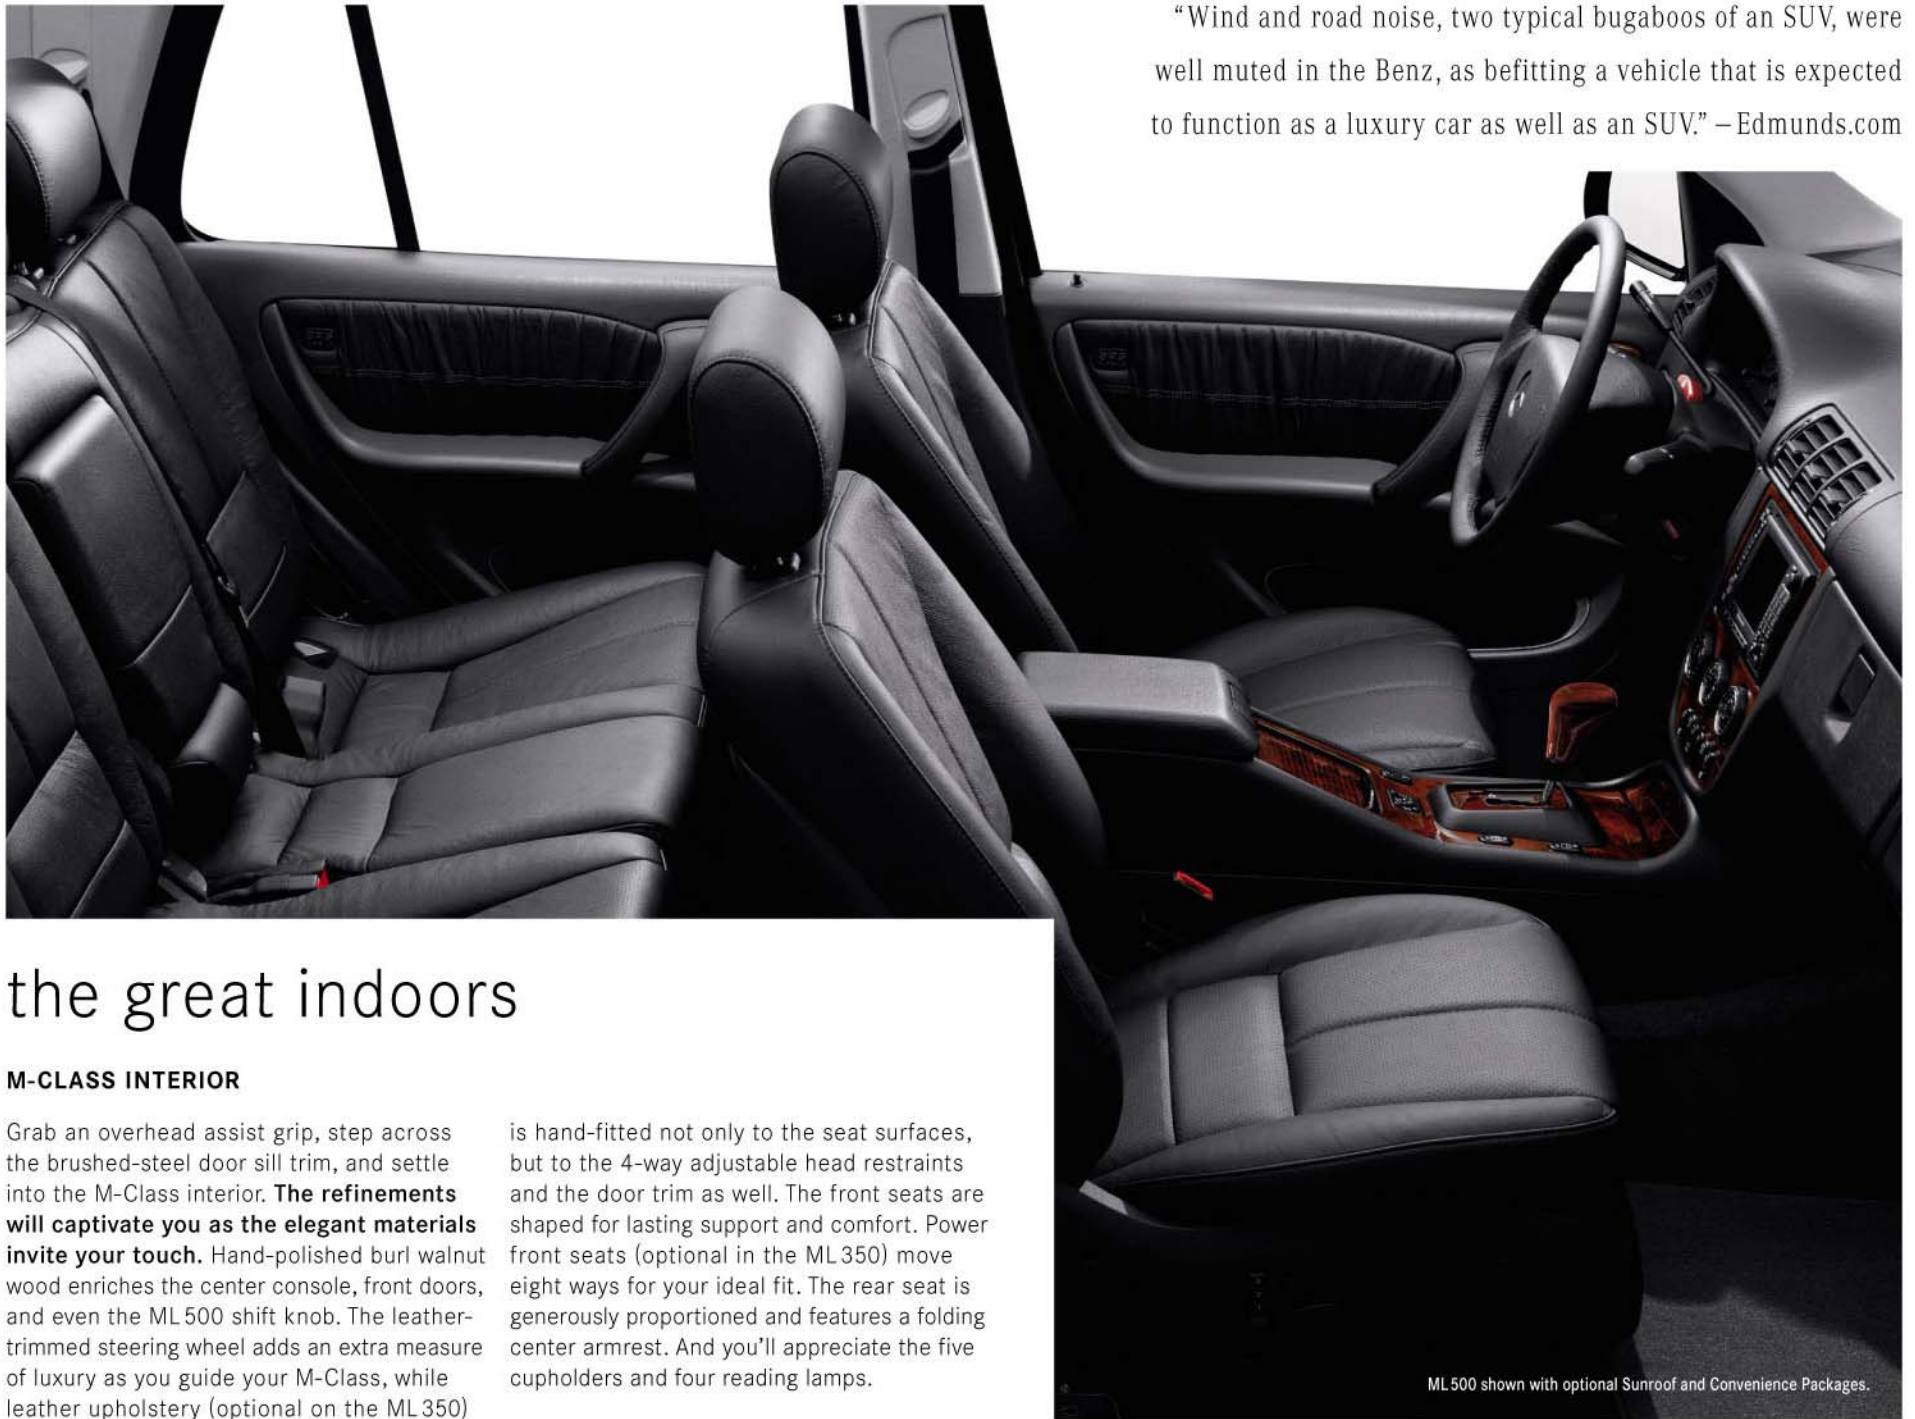 “Wind and road noise, two typical bugaboos of an SUV, were
well muted in the Benz, as befitting a vehicle that is expected
to function as a luxury car as well as an SUV.” – Edmunds.com
the great indoors
M-CLASS INTERIOR
Grab an overhead assist grip, step across
the brushed-steel door sill trim, and settle
into the M-Class interior. The refinements
will captivate you as the elegant materials
invite your touch. Hand-polished burl walnut
wood enriches the center console, front doors,
and even the ML500 shift knob. The leather-
trimmed steering wheel adds an extra measure
of luxury as you guide your M-Class, while
leather upholstery (optional on the ML350)
is hand-fitted not only to the seat surfaces,
but to the 4-way adjustable head restraints
and the door trim as well. The front seats are
shaped for lasting support and comfort. Power
front seats (optional in the ML350) move
eight ways for your ideal fit. The rear seat is
generously proportioned and features a folding
center armrest. And you’ll appreciate the five
cupholders and four reading lamps.
ML500 shown with optional Sunroof and Convenience Packages.